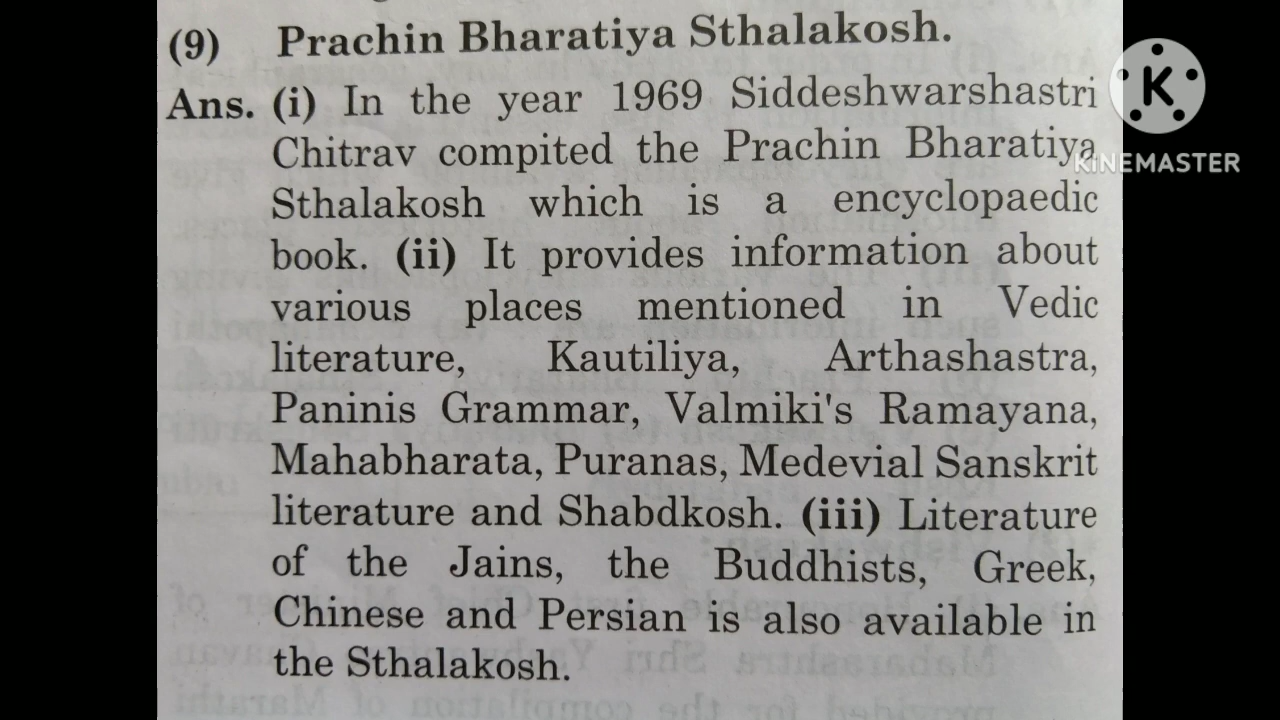 (9) Prachin Bharatiya Sthalakosh.
Ans. (i) In the year 1969 Siddeshwarshastri
Chitrav compited the Prachin Bharatiya
Sthalakosh which is a encyclopaedic
book. (ii) It provides information about
various places mentioned in Vedic
literature, Kautiliya, Arthashastra,
Paninis Grammar, Valmiki's Ramayana,
Mahabharata, Puranas, Medevial Sanskrit
literature and Shabdkosh. (iii) Literature
of the Jains, the Buddhists, Greek,
Chinese and Persian is also available in
the Sthalakosh.
K
KINEMASTER